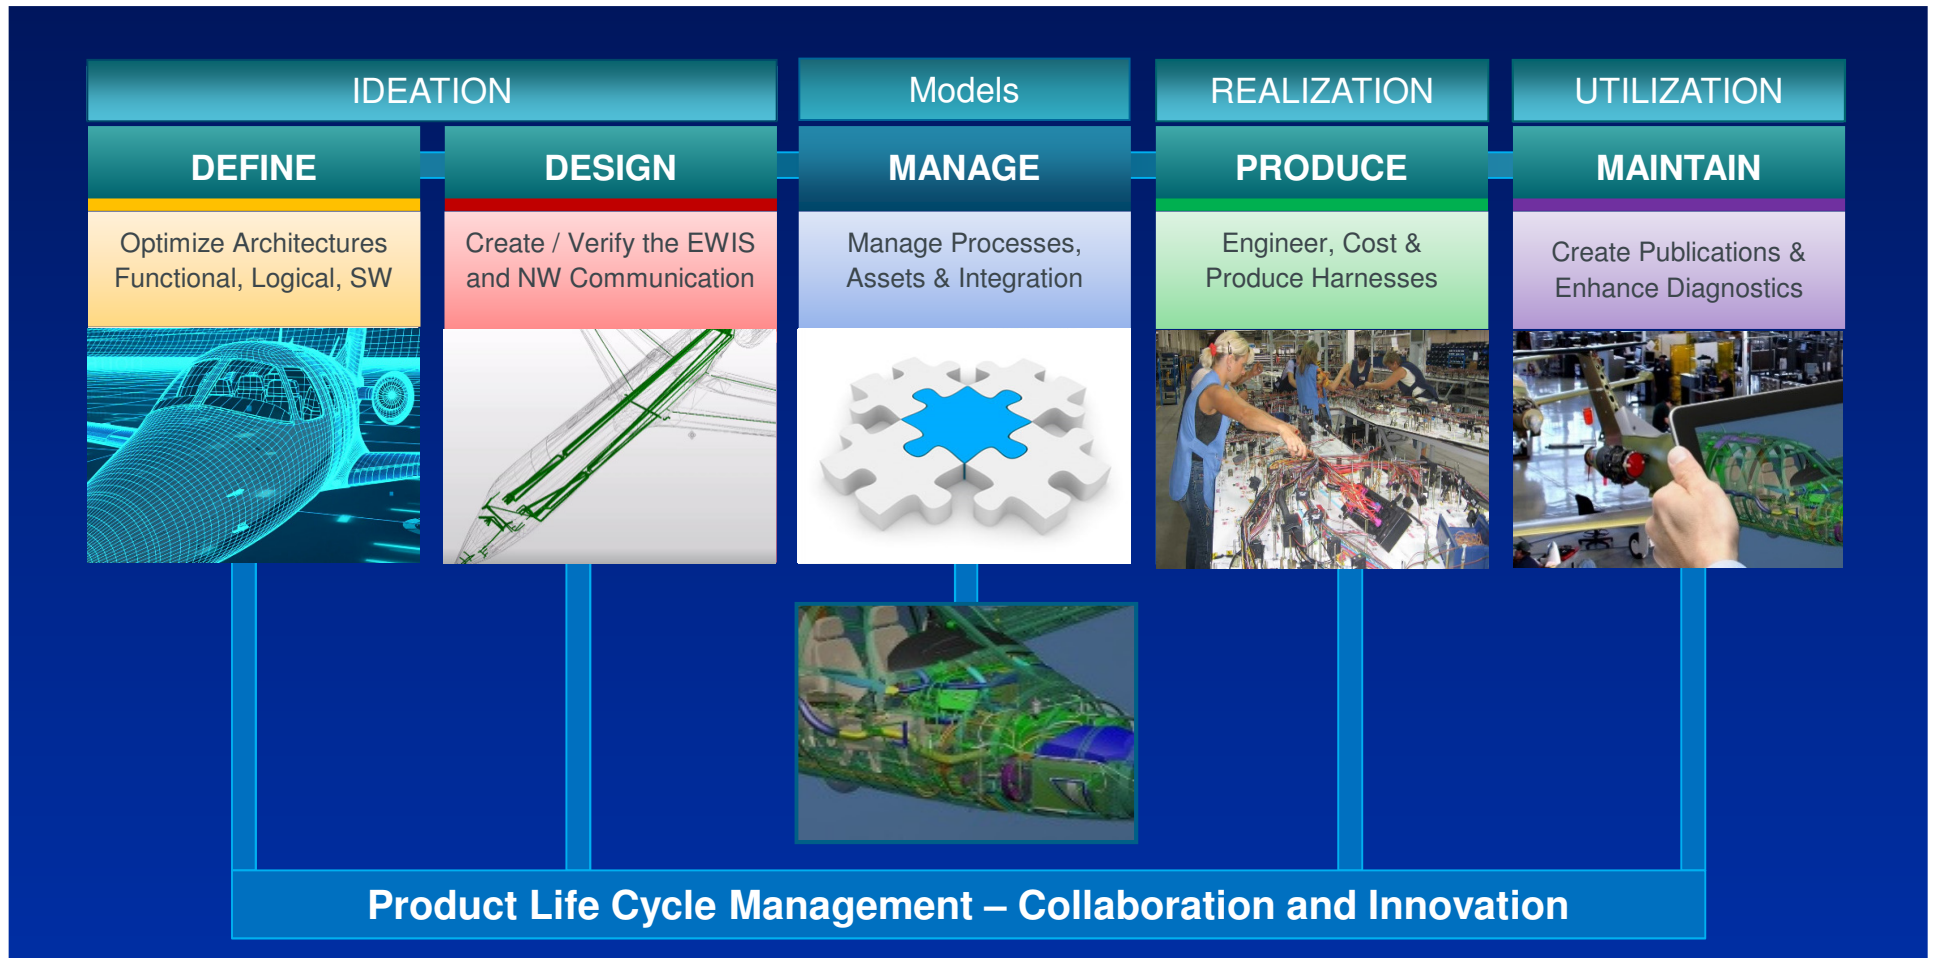 IDEATION
Models
REALIZATION
UTILIZATION
DEFINE
DESIGN
MANAGE
PRODUCE
MAINTAIN
Optimize Architectures
Functional, Logical, SW
Create / Verify the EWIS
and NW Communication
Manage Processes,
Assets & Integration
Engineer, Cost &
Produce Harnesses
Create Publications &
Enhance Diagnostics
Product Life Cycle Management – Collaboration and Innovation